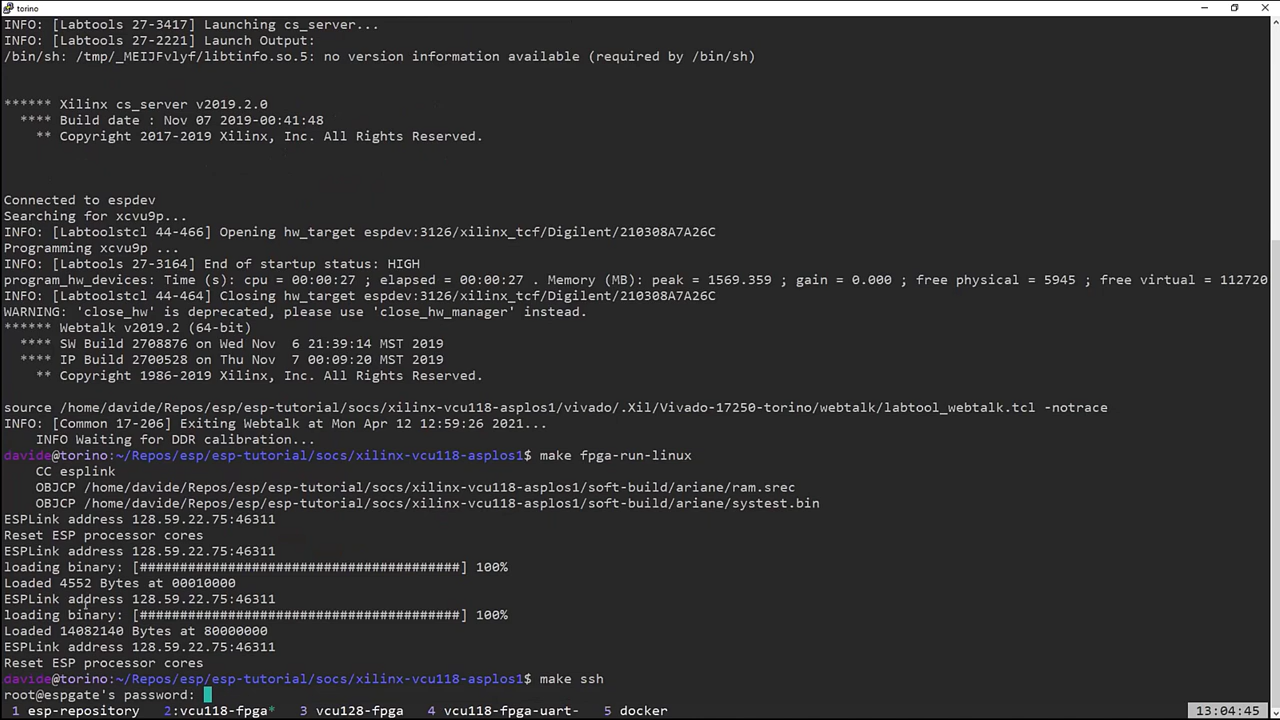 torino
INFO: [Labtools 27-3417] Launching cs_server...
INFO: [Labtools 27-2221] Launch Output:
/bin/sh: /tmp/_MEIJFvlyf/libtinfo.so.5: no version information available (required by /bin/sh)
****** Xilinx cs_server v2019.2.0
**** Build date : Nov 07 2019-00:41:48
** Copyright 2017-2019 Xilinx, Inc. All Rights Reserved.
Connected to espdev
Searching for xcvu9p...
INFO: [Labtoolstcl 44-466] Opening hw_target espdev:3126/xilinx_tcf/Digilent/210308A7A26C
Programming xcvu9p ...
INFO: [Labtools 27-3164] End of startup status: HIGH
program_hw_devices: Time (s): cpu = 00:00:27 ; elapsed = 00:00:27 . Memory (MB): peak = 1569.359 ; gain = 0.000 ; free physical = 5945 ; free virtual = 112720
INFO: [Labtoolstcl 44-464] Closing hw_target espdev:3126/xilinx_tcf/Digilent/210308A7A26C
WARNING: 'close_hw' is deprecated, please use 'close_hw_manager' instead.
****** Webtalk v2019.2 (64-bit)
**** SW Build 2708876 on Wed Nov  6 21:39:14 MST 2019
**** IP Build 2700528 on Thu Nov  7 00:09:20 MST 2019
** Copyright 1986-2019 Xilinx, Inc. All Rights Reserved.
source /home/davide/Repos/esp/esp-tutorial/socs/xilinx-vcu118-asplos1/vivado/.Xil/Vivado-17250-torino/webtalk/labtool_webtalk.tcl -notrace
INFO: [Common 17-206] Exiting Webtalk at Mon Apr 12 12:59:26 2021...
INFO Waiting for DDR calibration...
davide@torino:~/Repos/esp/esp-tutorial/socs/xilinx-vcu118-asplos1$ make fpga-run-linux
CC esplink
OBJCP /home/davide/Repos/esp/esp-tutorial/socs/xilinx-vcu118-asplos1/soft-build/ariane/ram.srec
OBJCP /home/davide/Repos/esp/esp-tutorial/socs/xilinx-vcu118-asplos1/soft-build/ariane/systest.bin
ESPLink address 128.59.22.75:46311
Reset ESP processor cores
ESPLink address 128.59.22.75:46311
loading binary: [########################################] 100%
Loaded 4552 Bytes at 00010000
ESPLink address 128.59.22.75:46311
loading binary: [########################################] 100%
Loaded 14082140 Bytes at 80000000
ESPLink address 128.59.22.75:46311
Reset ESP processor cores
davide@torino:~/Repos/esp/esp-tutorial/socs/xilinx-vcu118-asplos1$ make ssh
root@espgate's password:
1 esp-repository   2:vcu118-fpga*   3 vcu128-fpga   4 vcu118-fpga-uart-  5 docker   13:04:45